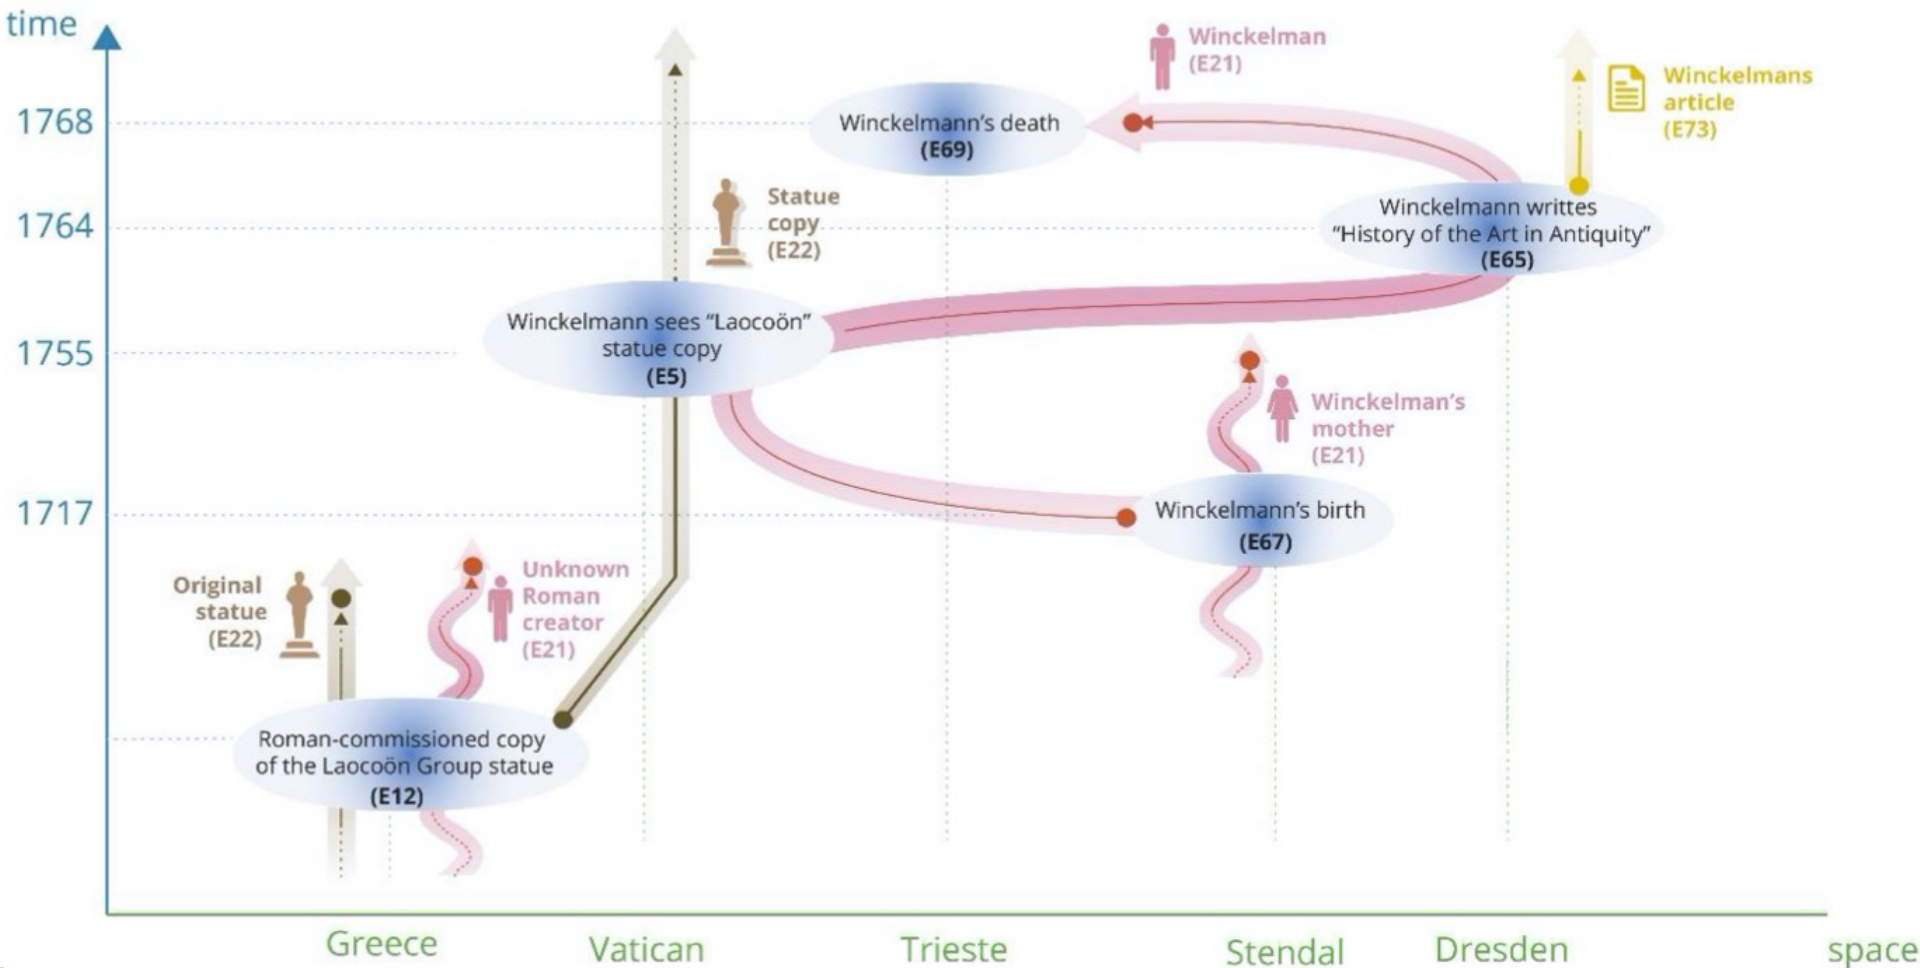 time
Winckelman
(E21)
Winckelmans
article
(E73)
1768
Winckelmann's death
(E69)
Statue
copy
(E22)
1764
Winckelmann writtes
"History of the Art in Antiquity"
(E65)
Winckelmann sees "Laocoön"
statue copy
(E5)
1755
Winckelman's
mother
(E21)
1717
Winckelmann's birth
(E67)
Original
statue
(E22)
Unknown
Roman
creator
(E21)
Roman-commissioned copy
of the Laocoön Group statue
(E12)
Greece
Vatican
Trieste
Stendal
Dresden
space